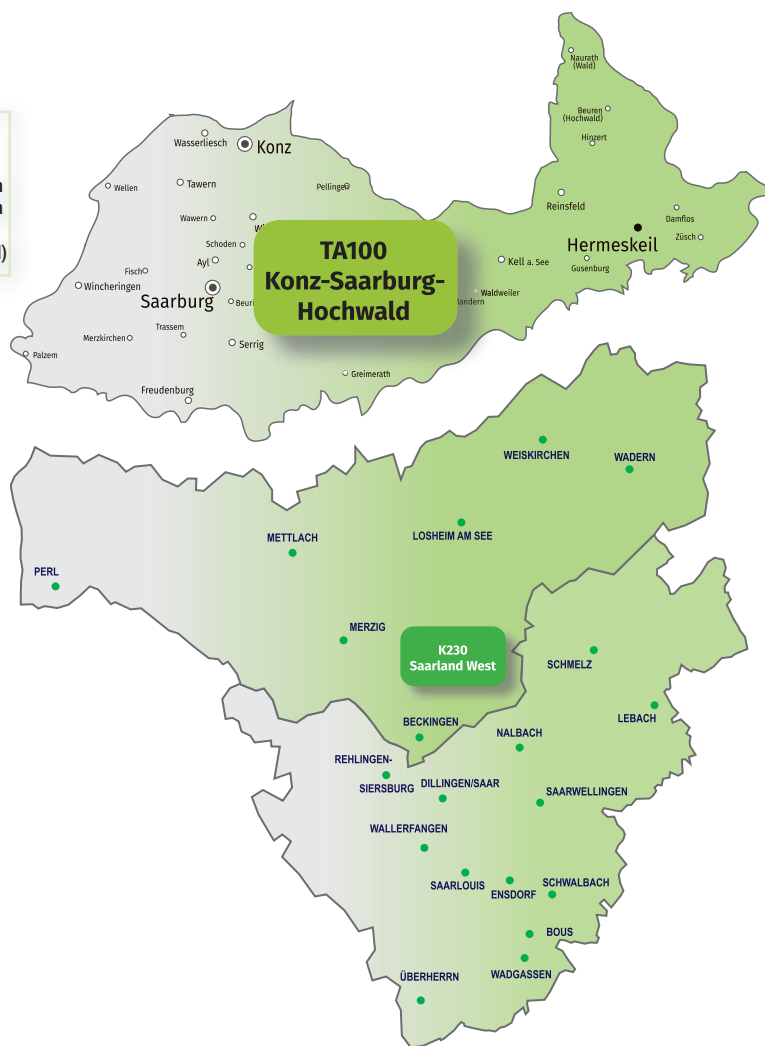 Naurath
(Wald)
Beuren
(Hochwald)
Hinzert
Wasserliesch
Konz
Wellen
Tawern
Pellingen
Reinsfeld
Damflos
Wawern
Hermeskeil
Züsch
Schoden
TA100
Konz-Saarburg-
Hochwald
Ayl
Kell a. See
Gusenburg
Fisch
Wincheringen
Saarburg
Waldweiler
Merzkirchen
Trassem
Serrig
Palzem
Greimerath
Freudenburg
WEISKIRCHEN
WADERN
METTLACH
LOSHEIM AM SEE
PERL
MERZIG
K230
Saarland West
SCHMELZ
LEBACH
BECKINGEN
NALBACH
REHLINGEN-
SIERSBURG
DILLINGEN/SAAR
SAARWELLINGEN
WALLERFANGEN
SAARLOUIS
ENSDORF
SCHWALBACH
BOUS
WADGASSEN
ÜBERHERRN